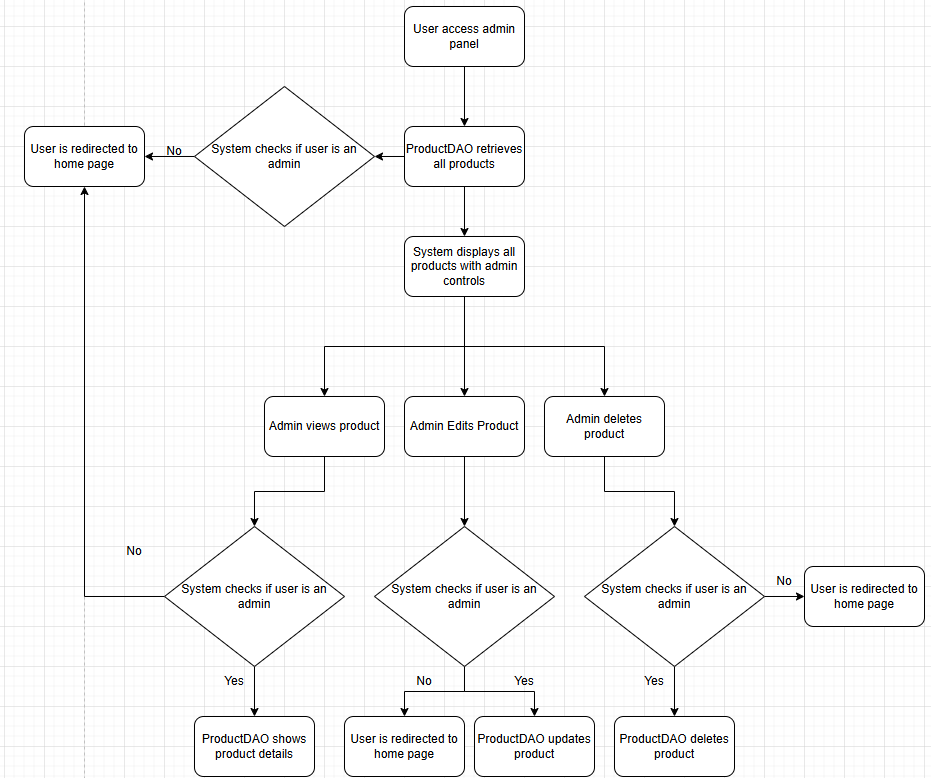 User access admin
panel
User is redirected to
home page
No
System checks if user is an
admin
ProductDAO retrieves
all products
System displays all
products with admin
controls
Admin views product
Admin Edits Product
Admin deletes
product
No
System checks if user is an
admin
System checks if user is an
admin
System checks if user is an
admin
No
User is redirected to
home page
Yes
No
Yes
Yes
ProductDAO shows
product details
User is redirected to
home page
ProductDAO updates
product
ProductDAO deletes
product